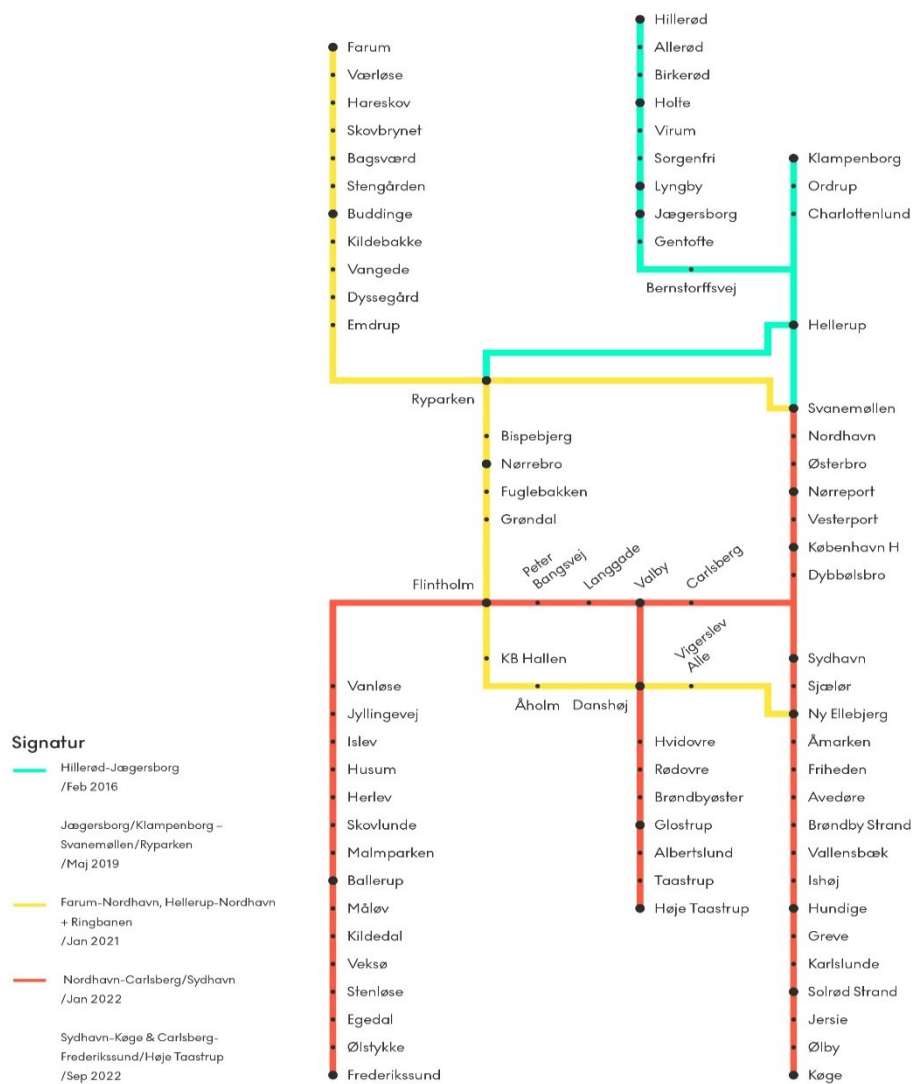 Farum
Værløse
Hareskov
Skovbrynet
Bagsværd
Stengården
Buddinge
Kildebakke
Vangede
Dyssegård
Emdrup
Hillerød
Allerød
Birkerød
Holte
Virum
Sorgenfri
Lyngby
Jægersborg
Gentofte
Bernstorffsvej
Klampenborg
Ordrup
Charlottenlund
Hellerup
Ryparken
Svanemøllen
Nordhavn
Østerbro
Nørreport
Vesterport
København H
Dybbølsbro
Bispebjerg
Nørrebro
Fuglebakken
Grøndal
Flintholm
Peter
Bangsvej
Langgade
Valby
Carlsberg
KB Hallen
Åholm
Danshøj
Vigerslev
Alle
Sydhavn
Sjælør
Ny Ellebjerg
Åmarken
Friheden
Avedøre
Brøndby Strand
Vallensbæk
Ishøj
Hundige
Greve
Karlslunde
Solrød Strand
Jersie
Ølby
Køge
Hvidovre
Rødovre
Brøndbyøster
Glostrup
Albertslund
Taastrup
Høje Taastrup
Vanløse
Jyllingevej
Islev
Husum
Herlev
Skovlunde
Malmparken
Ballerup
Måløv
Kildedal
Veksø
Stenløse
Egedal
Ølstykke
Frederikssund
Signatur
Hillerød-Jægersborg
/Feb 2016
Jægersborg/Klampenborg –
Svanemøllen/Ryparken
/Maj 2019
Farum-Nordhavn, Hellerup-Nordhavn
+ Ringbanen
/Jan 2021
Nordhavn-Carlsberg/Sydhavn
/Jan 2022
Sydhavn-Køge & Carlsberg-
Frederikssund/Høje Taastrup
/Sep 2022